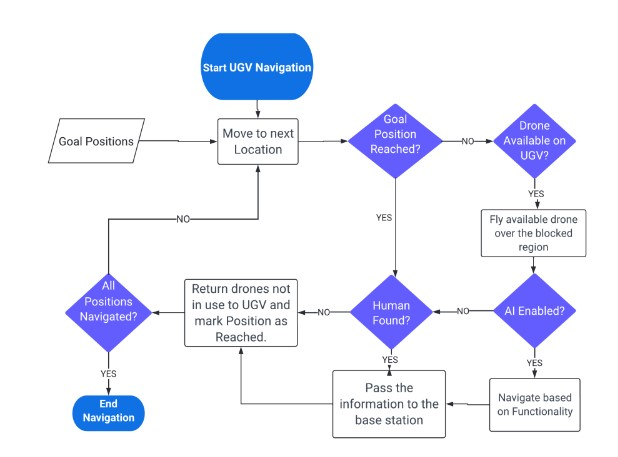 Start UGV Navigation
Goal Positions
Move to next
Location
Goal
Position
Reached?
NO
Drone
Available on
UGV?
YES
YES
Fly available drone
over the blocked
region
NO
All
Positions
Navigated?
Return drones not
in use to UGV and
mark Position as
Reached.
NO
Human
Found?
NO
AI Enabled?
YES
YES
YES
End
Navigation
Pass the
information to the
base station
Navigate based
on Functionality